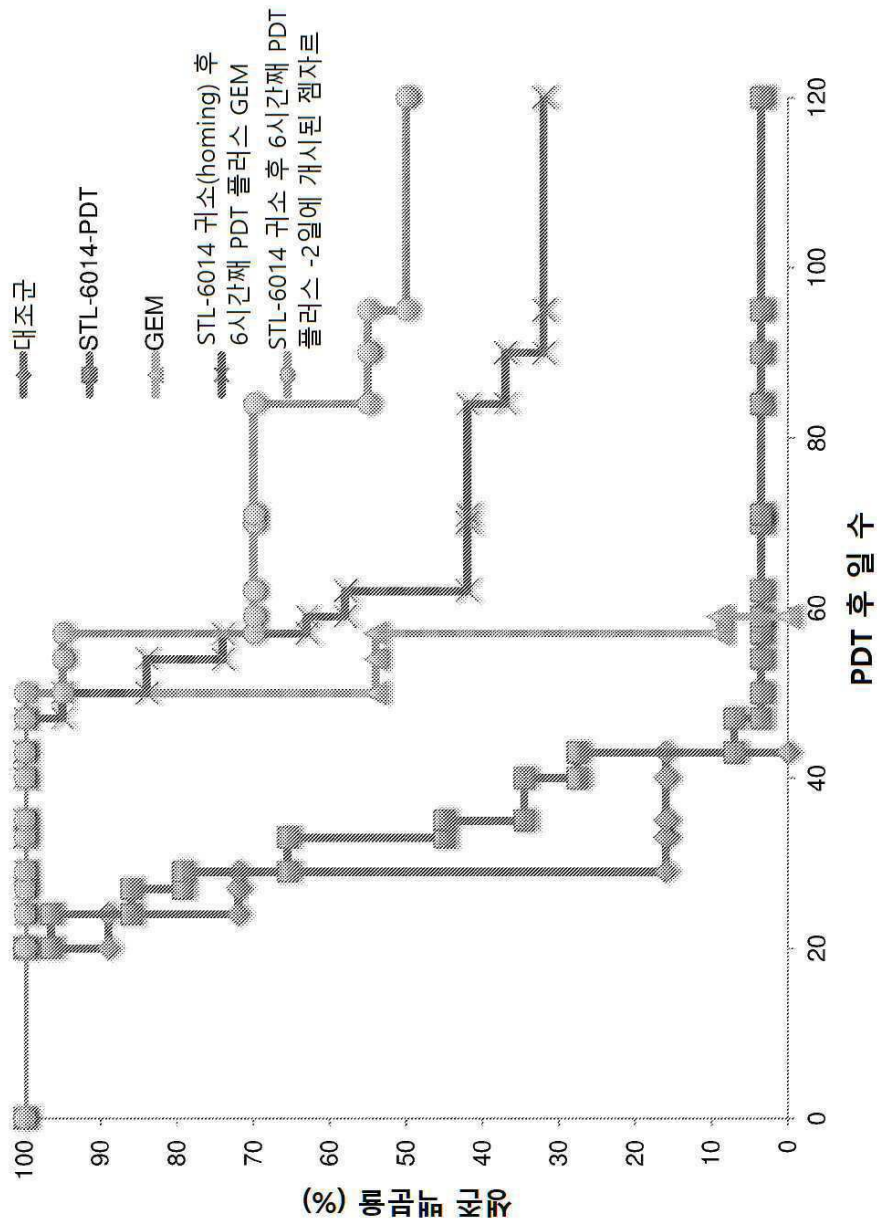 대조군
STL-6014-PDT
GEM
STL-6014 귀소(homing) 후
6시간째 PDT 플러스 GEM
STL-6014 귀소 후 6시간째 PDT
플러스 -2일에 개시된 젬자르
생존 백분율 (%)
100
90
80
70
60
50
40
30
20
10
0
0 20 40 60 80 100 120
PDT 후 일 수